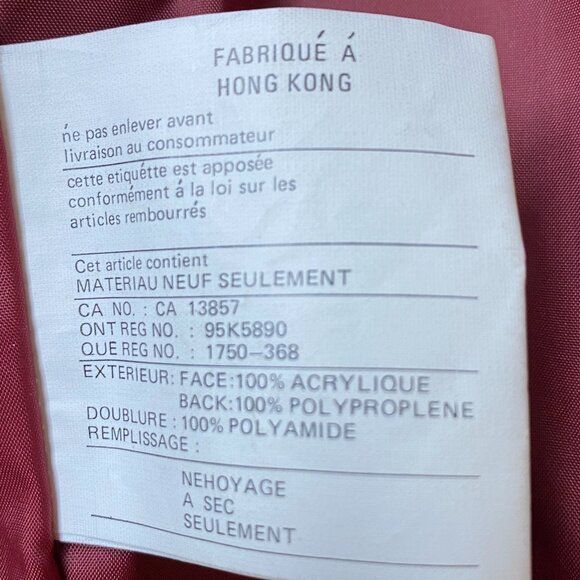 FABRIQUÉ Á
HONG KONG
ńe pas enlever avant
livraison au consommateur
cette etiquétte est apposée
conformément á la loi sur les
articles rembourrés
Cet article contient
MATERIAU NEUF SEULEMENT
CA NO. : CA 13857
ONT REG NO. : 95K5890
QUE REG NO. : 1750–368
EXTERIEUR: FACE:100% ACRYLIQUE
BACK:100% POLYPROPLENE
DOUBLURE : 100% POLYAMIDE
REMPLISSAGE :
NEHOYAGE
A SEC
SEULEMENT